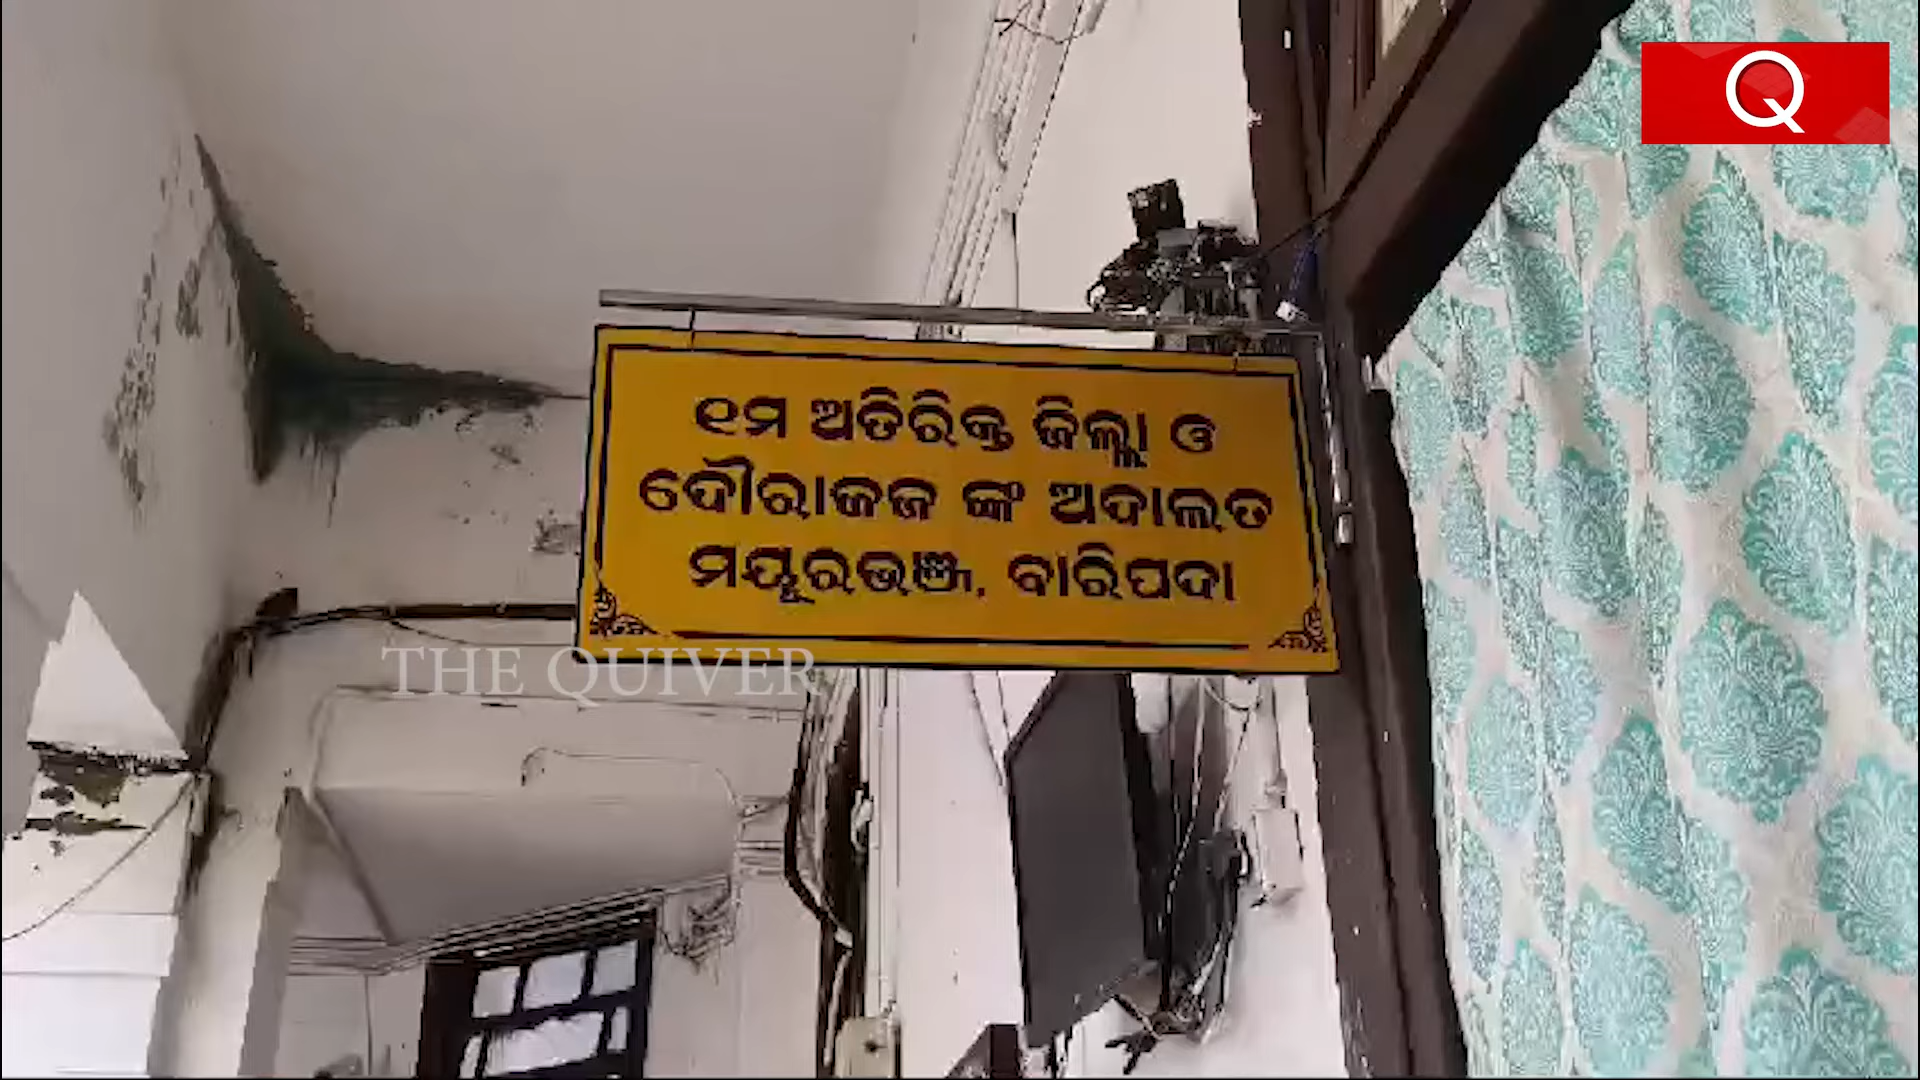 Q
୧ମ ଅତିରିକ୍ତ ଜିଲ୍ଲା ଓ
ଦୌରାଜଜ ଙ୍କ ଅଦାଲତ
ମୟୂରଭଞ୍ଜ, ବାରିପଦା
THE QUIVER